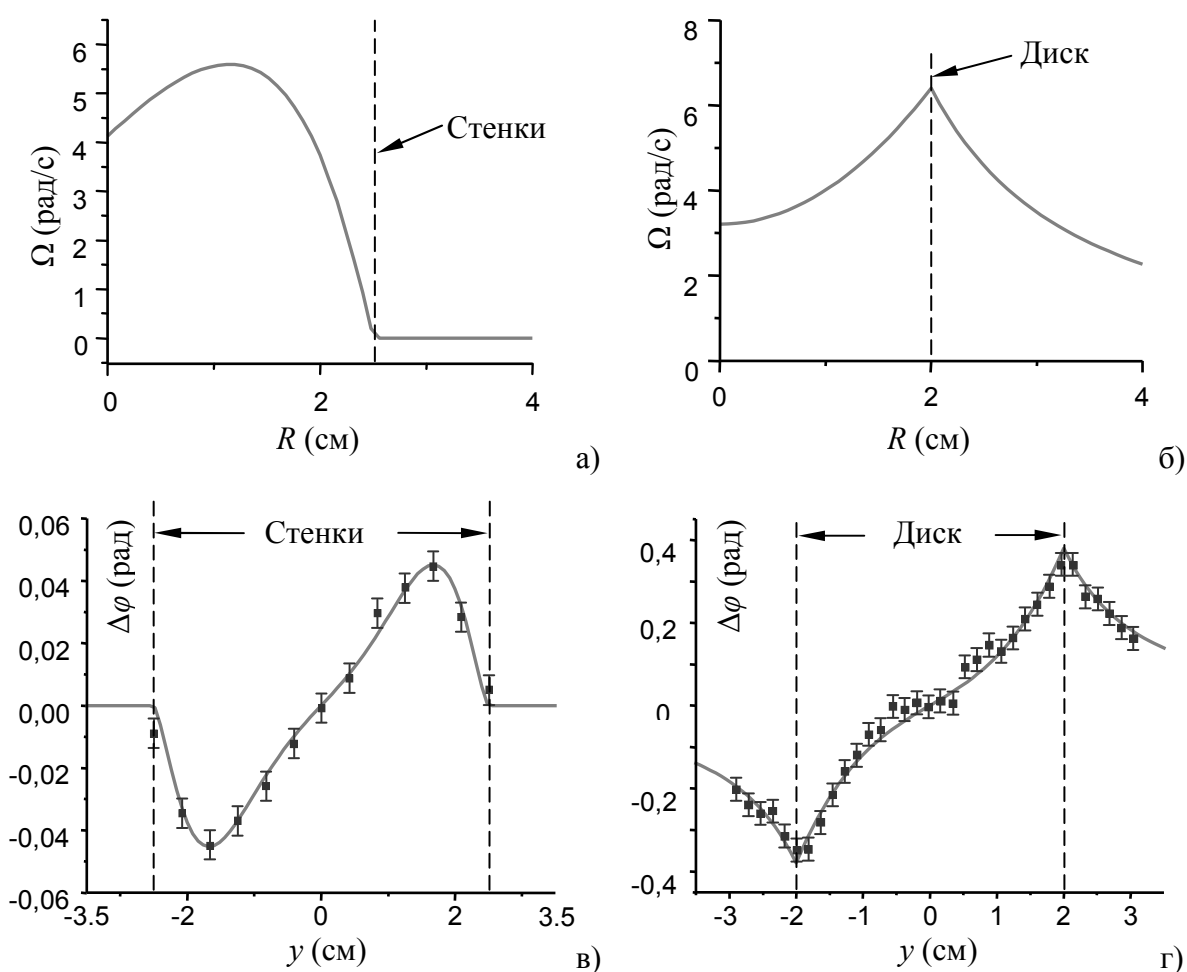 6
5
4
3
2
1
0
Ω (рад/с)
Стенки
0
2
4
R (см)
а)
8
6
4
2
0
Ω (рад/с)
Диск
0
2
4
R (см)
б)
0,06
0,04
0,02
0,00
-0,02
-0,04
-0,06
Δφ (рад)
Стенки
-3.5
-2
0
2
3.5
y (см)
в)
0,4
0,2
0
-0,2
-0,4
Δφ (рад)
Диск
-3
-2
-1
0
1
2
3
y (см)
г)